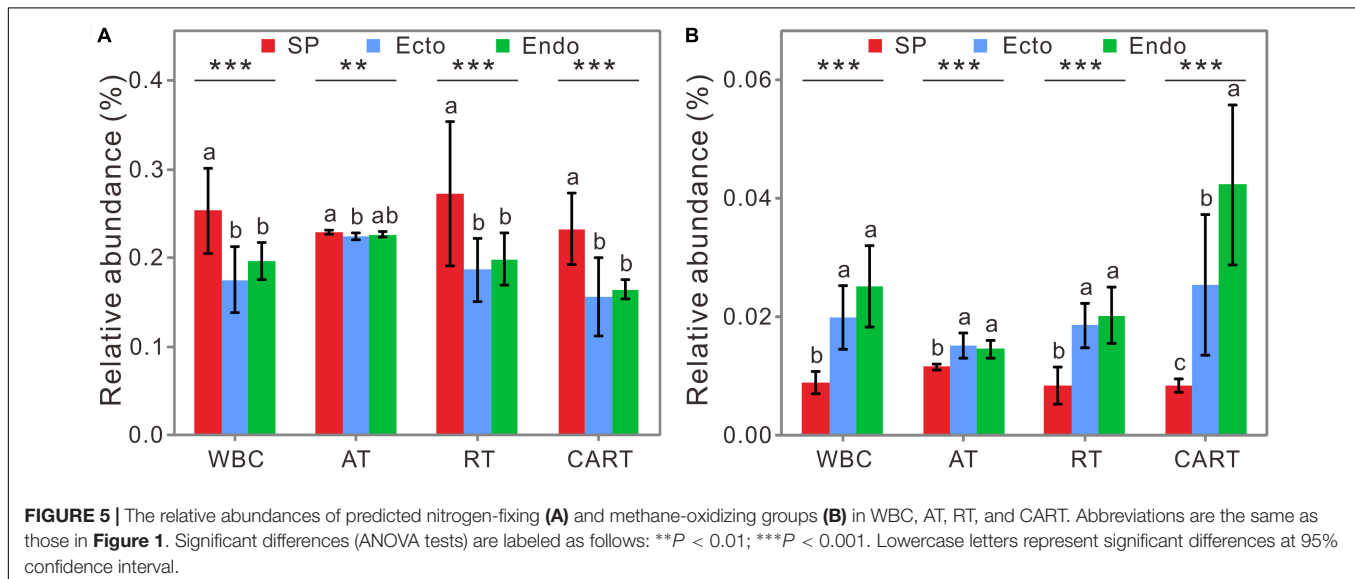 A
SP Ecto Endo
*** ** *** ***
Relative abundance (%)
0.4
0.3
0.2
0.1
0.0
a b b a b ab a b b a b b
WBC AT RT CART
B
SP Ecto Endo
*** *** *** ***
Relative abundance (%)
0.06
0.04
0.02
0.00
b a a b a a b a a c b a
WBC AT RT CART
FIGURE 5 | The relative abundances of predicted nitrogen-fixing (A) and methane-oxidizing groups (B) in WBC, AT, RT, and CART. Abbreviations are the same as
those in Figure 1. Significant differences (ANOVA tests) are labeled as follows: **P < 0.01; ***P < 0.001. Lowercase letters represent significant differences at 95%
confidence interval.